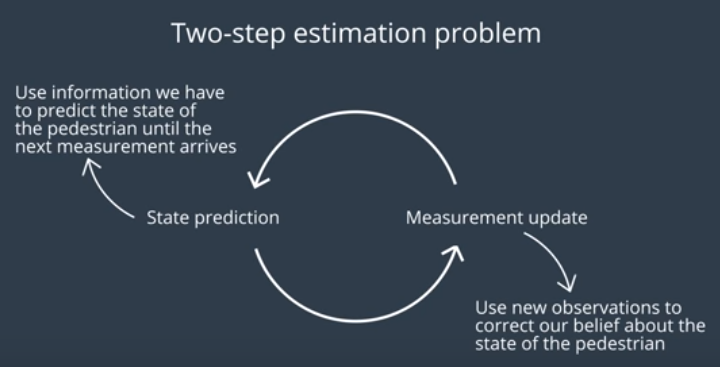 Two-step estimation problem
Use information we have
to predict the state of
the pedestrian until the
next measurement arrives
State prediction
Measurement update
Use new observations to
correct our belief about the
state of the pedestrian